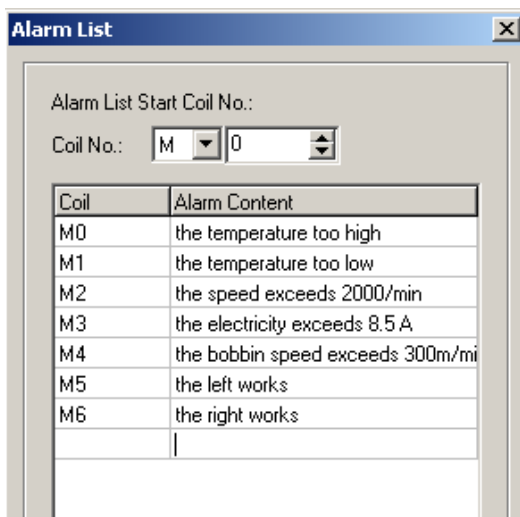 Alarm List
Alarm List Start Coil No.:
Coil No.: M 0
Coil Alarm Content
M0 the temperature too high
M1 the temperature too low
M2 the speed exceeds 2000/min
M3 the electricity exceeds 8.5 A
M4 the bobbin speed exceeds 300m/mi
M5 the left works
M6 the right works